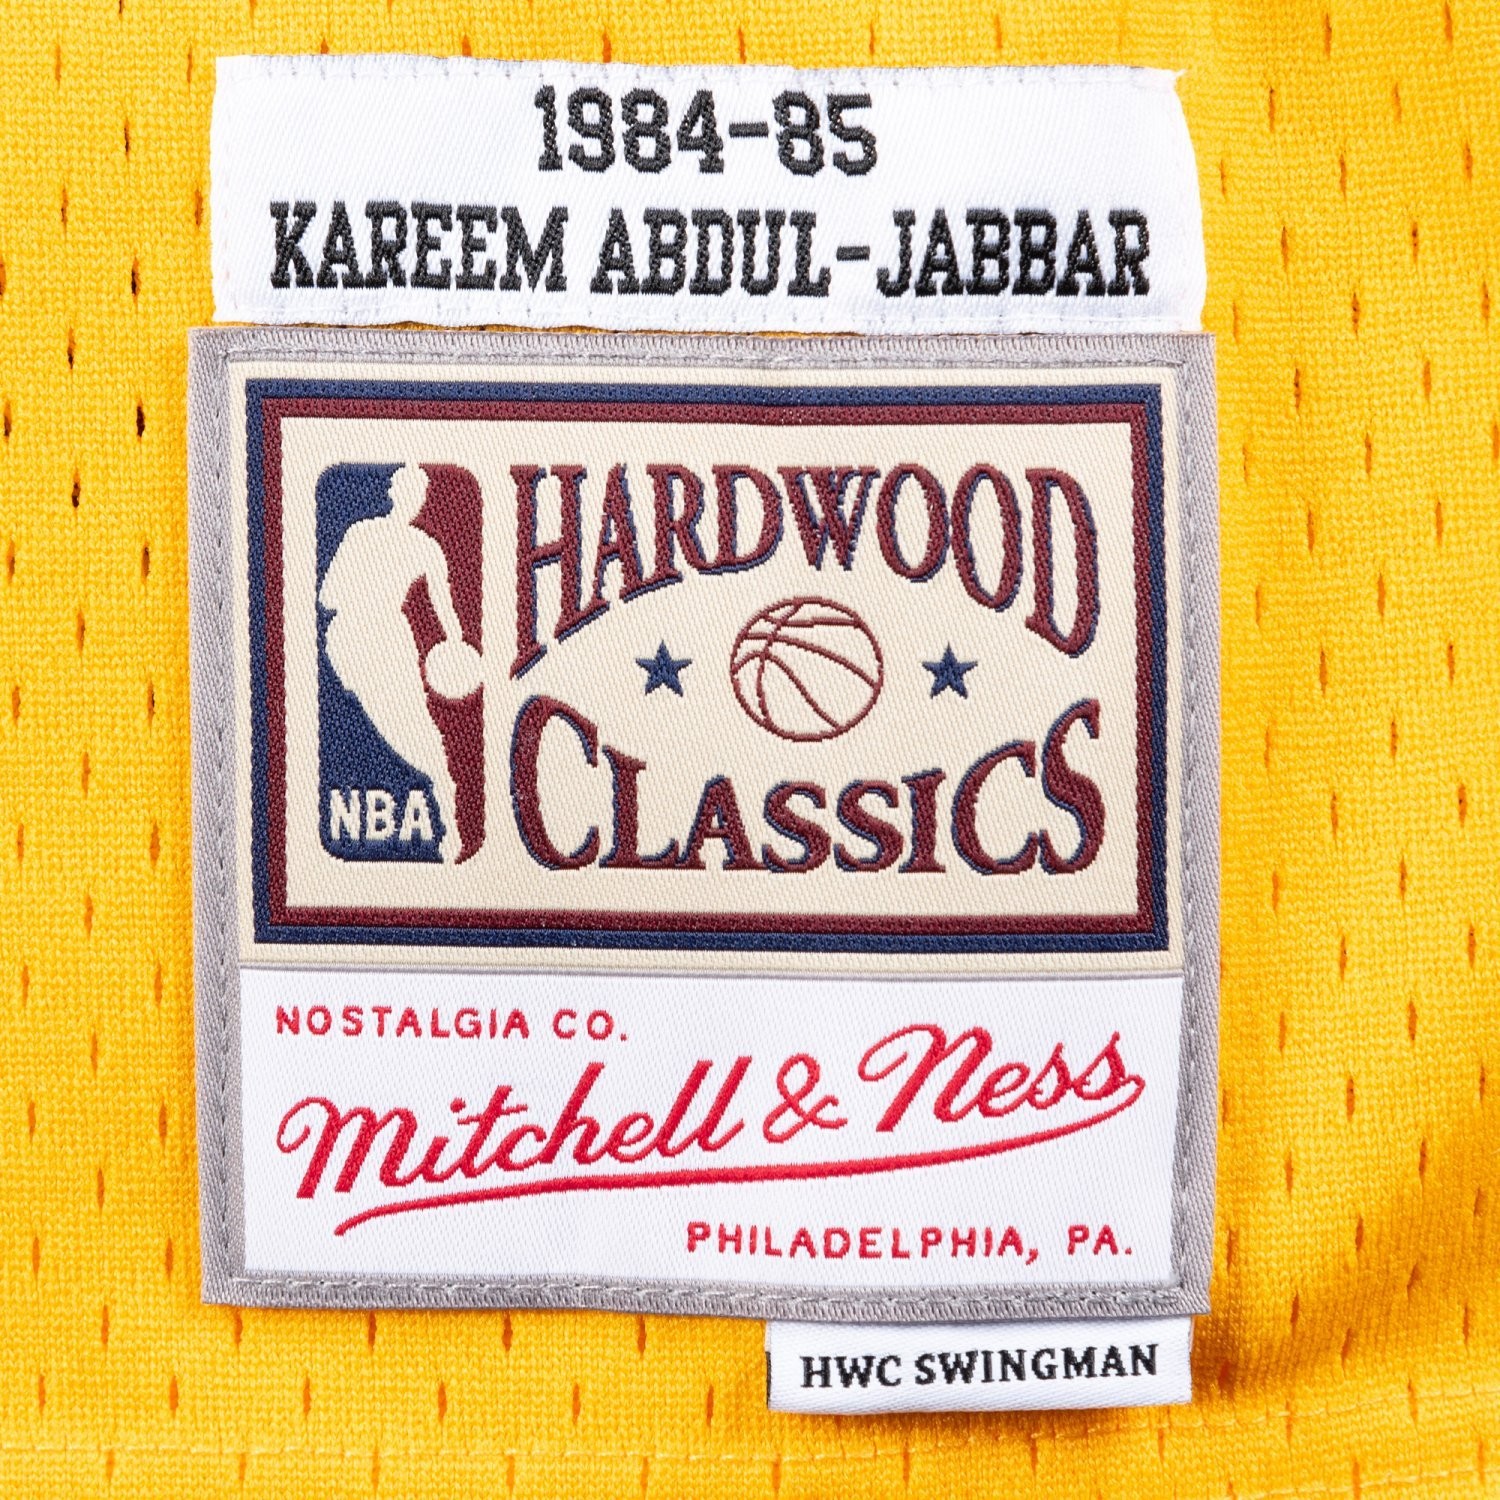 1984-85
KAREEM ABDUL-JABBAR
HARDWOOD
CLASSICS
NBA
NOSTALGIA CO.
Mitchell & Ness
PHILADELPHIA, PA.
HWC SWINGMAN